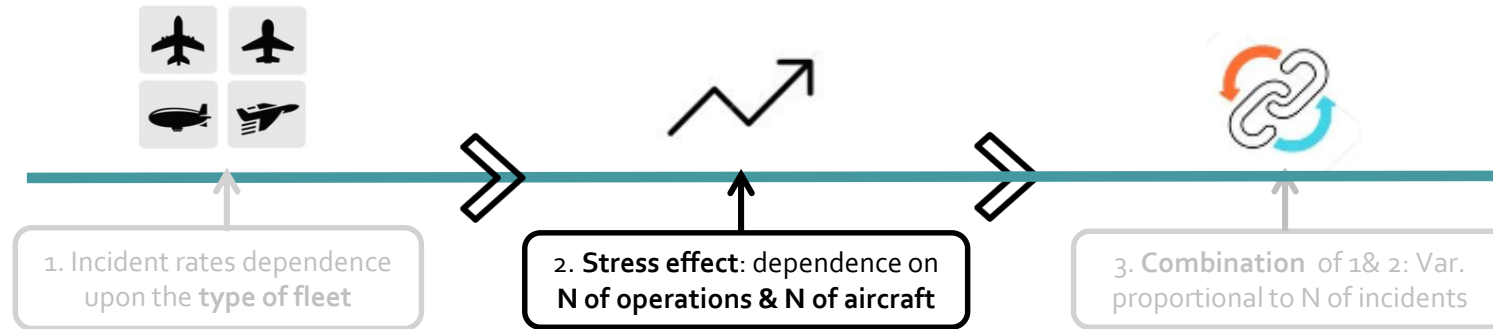 1. Incident rates dependence
upon the type of fleet
2. Stress effect: dependence on
N of operations & N of aircraft
3. Combination of 1& 2: Var.
proportional to N of incidents